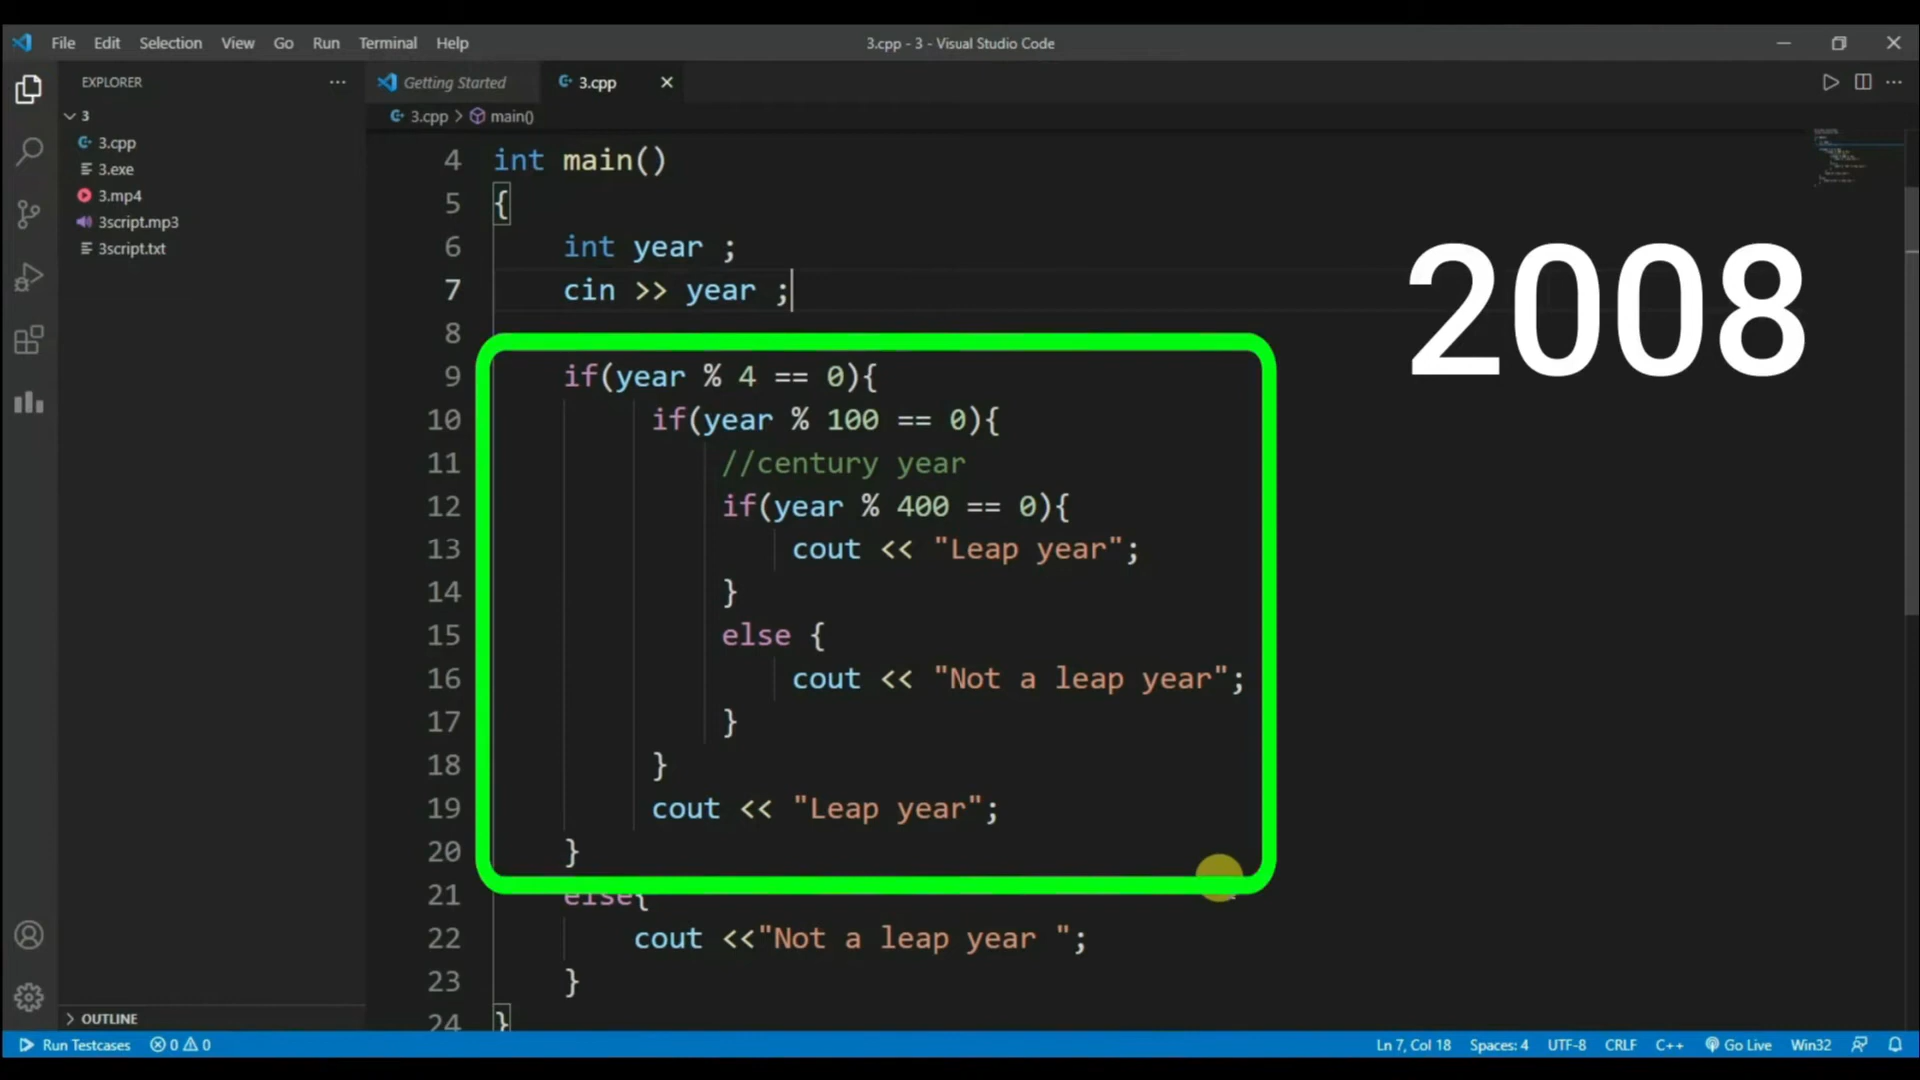 File Edit Selection View Go Run Terminal Help
3.cpp - 3 - Visual Studio Code
EXPLORER
3
3.cpp
3.exe
3.mp4
3script.mp3
3script.txt
OUTLINE
Getting Started
3.cpp
3.cpp > main()
4 int main()
5 {
6 int year ;
7 cin >> year ;
8
9 if(year % 4 == 0){
10 if(year % 100 == 0){
11 //century year
12 if(year % 400 == 0){
13 cout << "Leap year";
14 }
15 else {
16 cout << "Not a leap year";
17 }
18 }
19 cout << "Leap year";
20 }
21 else{
22 cout <<"Not a leap year ";
23 }
24 }
2008
Run Testcases 0 0
Ln 7, Col 18 Spaces: 4 UTF-8 CRLF C++ Go Live Win32